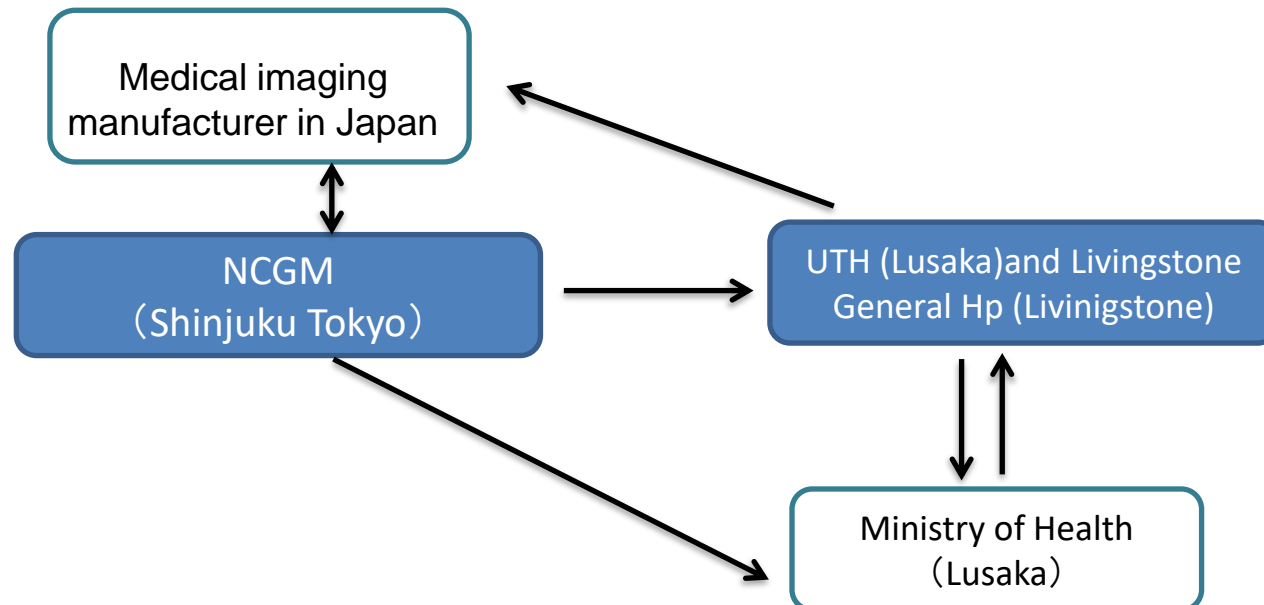 Medical imaging
manufacturer in Japan
NCGM
（Shinjuku Tokyo）
UTH (Lusaka)and Livingstone
General Hp (Livinigstone)
Ministry of Health
（Lusaka）